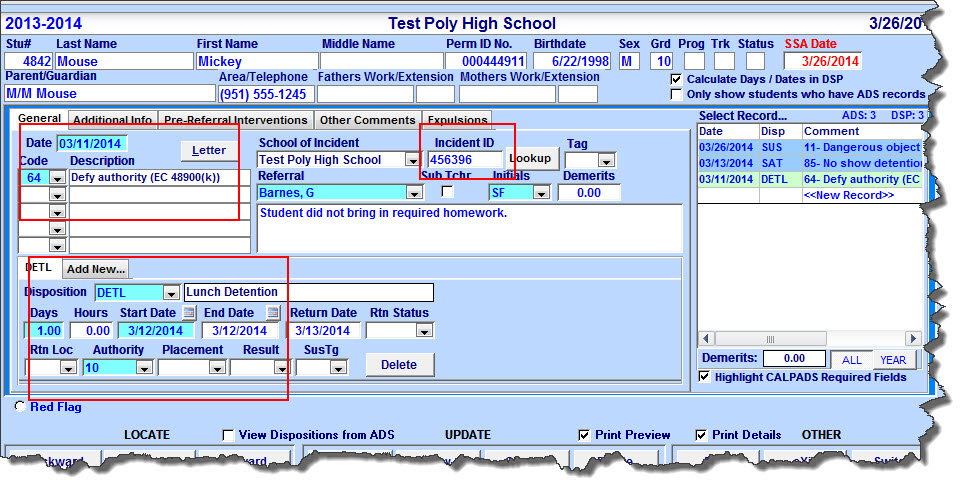 2013-2014 Test Poly High School 3/26/20
Stu# Last Name First Name Middle Name Perm ID No. Birthdate Sex Grd Prog Trk Status SSA Date
4842 Mouse Mickey 000444911 6/22/1998 M 10 3/26/2014
Parent/Guardian Area/Telephone Fathers Work/Extension Mothers Work/Extension Calculate Days / Dates in DSP
M/M Mouse (951) 555-1245 Only show students who have ADS records
General Additional Info Pre-Referral Interventions Other Comments Expulsions Select Record... ADS: 3 DSP: 3
Date 03/11/2014 Letter School of Incident Incident ID Tag Date Disp Comment
Code Description Test Poly High School 456396 Lookup 03/26/2014 SUS 11- Dangerous object
64 Defy authority (EC 48900(k)) Referral Sub Tchr Initials Demerits 03/13/2014 SAT 85- No show detentio
Barnes, G SF 0.00 03/11/2014 DETL 64- Defy authority (EC
Student did not bring in required homework. <<New Record>>
DETL Add New...
Disposition DETL Lunch Detention
Days Hours Start Date End Date Return Date Rtn Status
1.00 0.00 3/12/2014 3/12/2014 3/13/2014
Rtn Loc Authority Placement Result SusTg Delete
10
Demerits: 0.00 ALL YEAR
Highlight CALPADS Required Fields
Red Flag
LOCATE View Dispositions from ADS UPDATE Print Preview Print Details OTHER